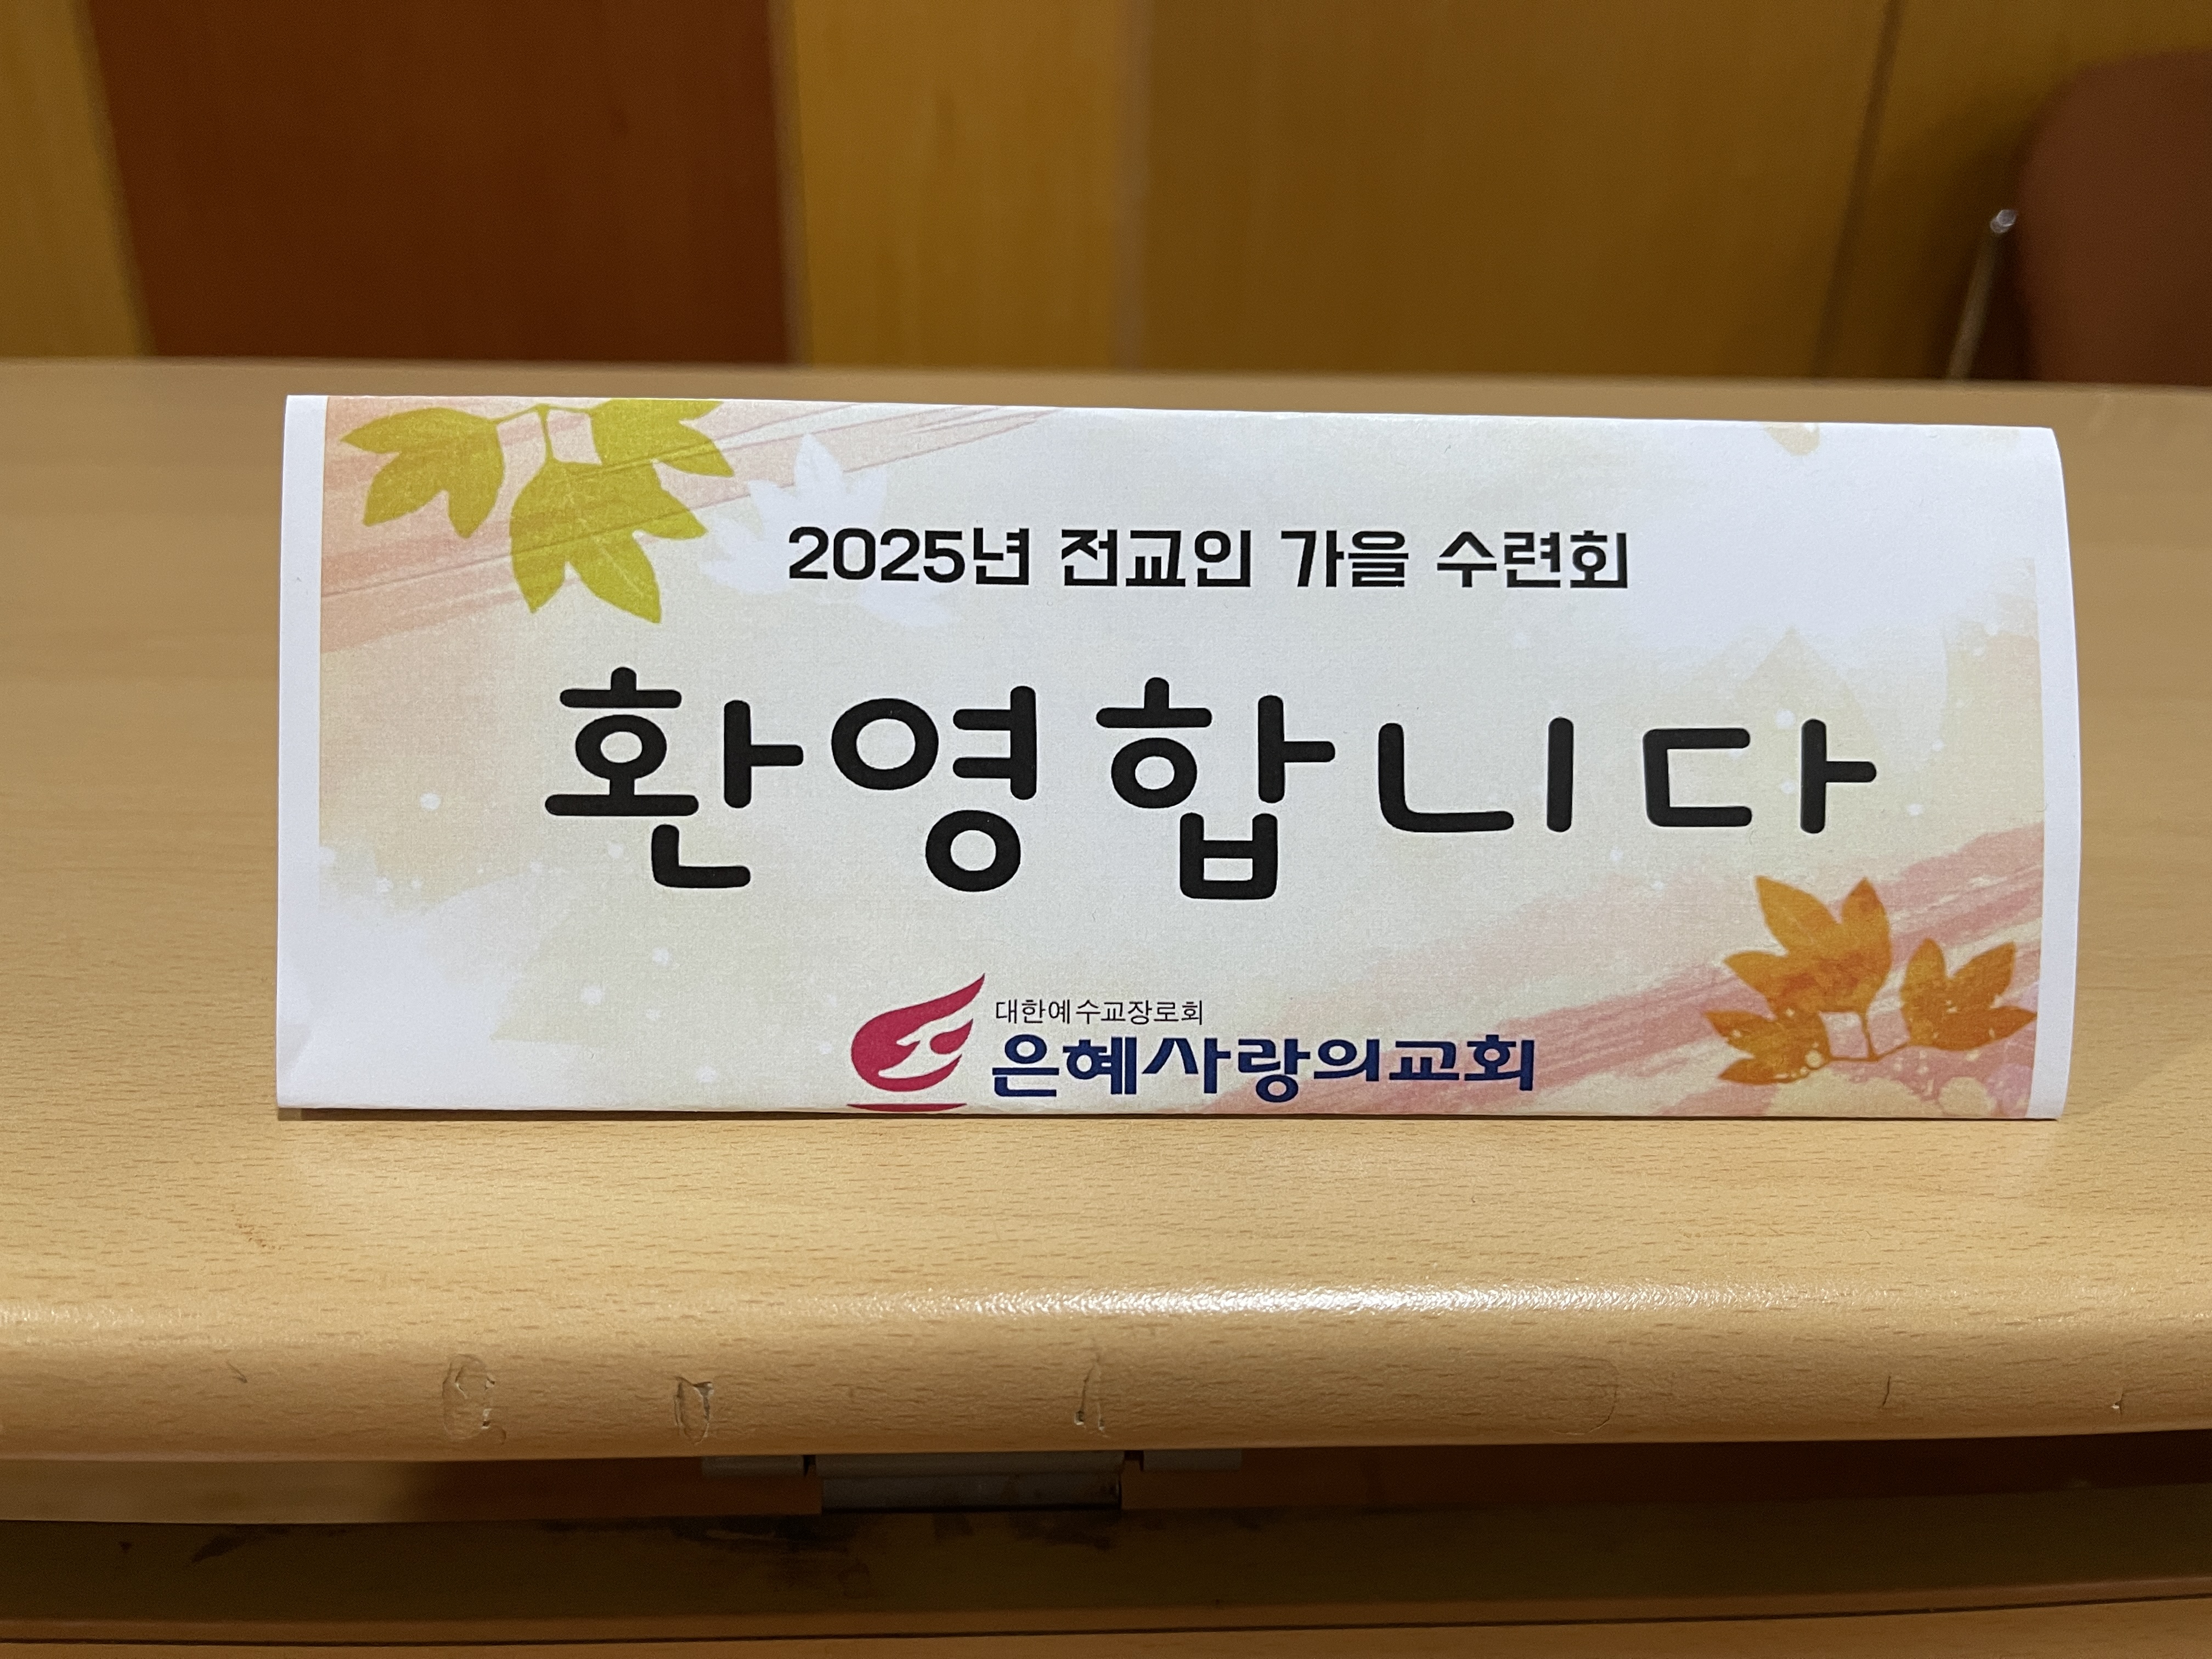 2025년 전교인 가을 수련회
환영합니다
대한예수교장로회
은혜사랑의교회